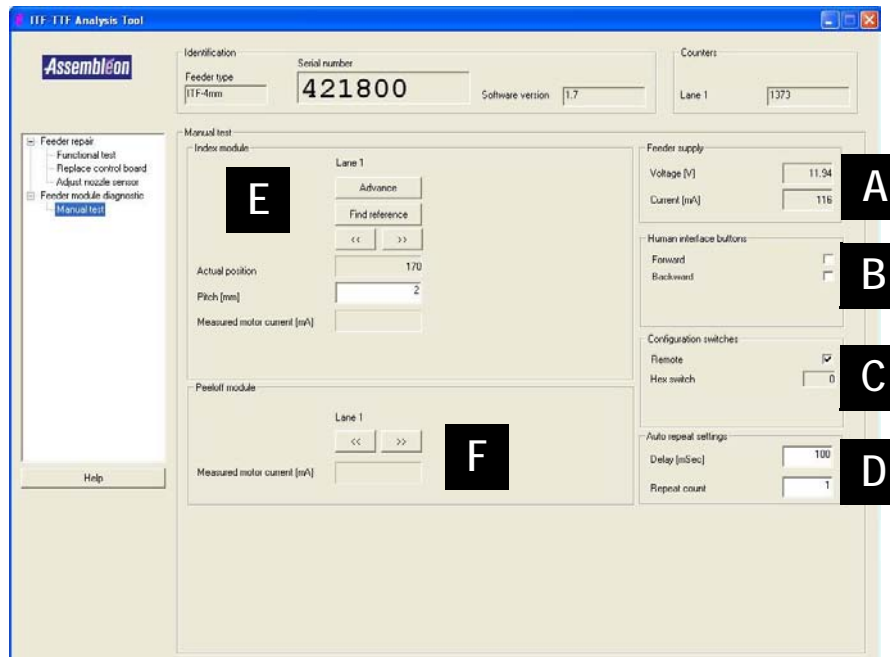 ITF-TTF Analysis Tool
Assembléon
Identification
Feeder type
ITF-4mm
Serial number
421800
Software version
1.7
Counters
Lane 1
1373
Feeder repair
Functional test
Replace control board
Adjust nozzle sensor
Feeder module diagnostic
Manual test
Help
Manual test
Index module
Lane 1
E
Advance
Find reference
<< >>
Actual position 170
Pitch [mm] 2
Measured motor current [mA]
Peeloff module
Lane 1
<< >>
F
Measured motor current [mA]
Feeder supply
Voltage [V] 11.94
Current [mA] 116
A
Human interface buttons
Forward
Backward
B
Configuration switches
Remote
Hex switch 0
C
Auto repeat settings
Delay [mSec] 100
Repeat count 1
D